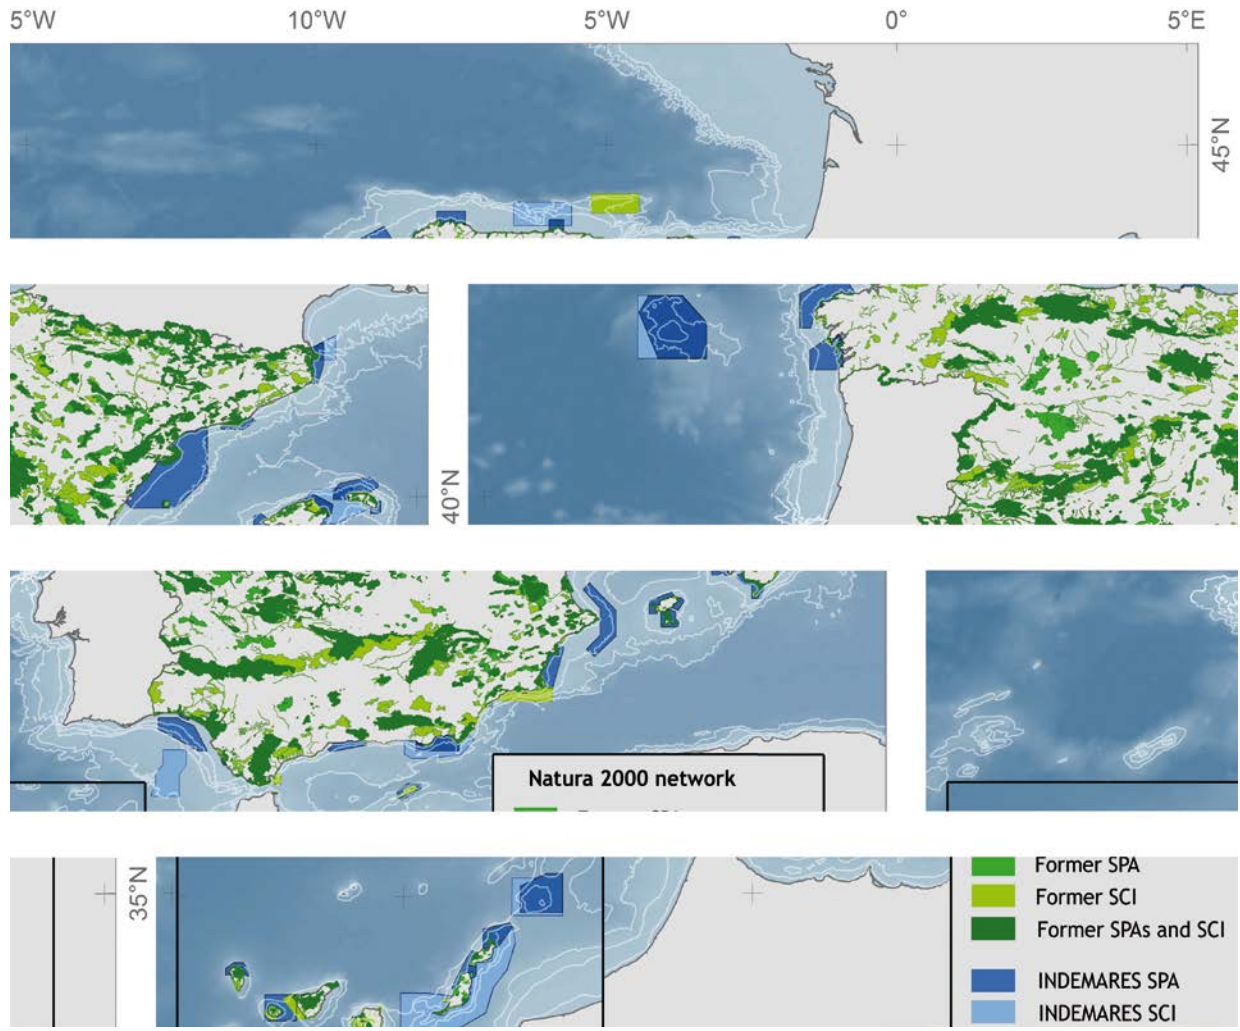 5°W 10°W 5°W 0° 5°E
45°N
40°N
Natura 2000 network
35°N
Former SPA
Former SCI
Former SPAs and SCI
INDEMARES SPA
INDEMARES SCI